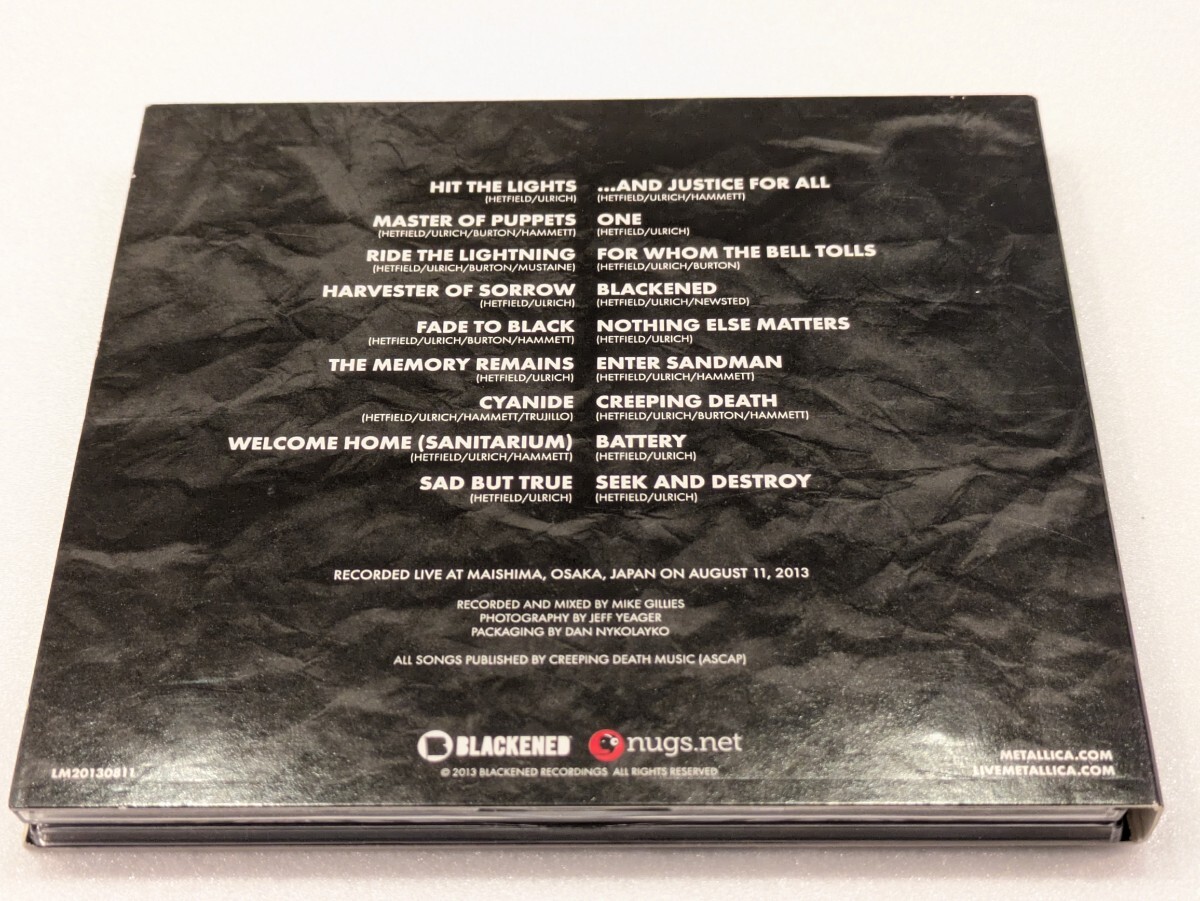 HIT THE LIGHTS
(HETFIELD/ULRICH)
MASTER OF PUPPETS
(HETFIELD/ULRICH/BURTON/HAMMETT)
RIDE THE LIGHTNING
(HETFIELD/ULRICH/BURTON/MUSTAINE)
HARVESTER OF SORROW
(HETFIELD/ULRICH)
FADE TO BLACK
(HETFIELD/ULRICH/BURTON/HAMMETT)
THE MEMORY REMAINS
(HETFIELD/ULRICH)
CYANIDE
(HETFIELD/ULRICH/HAMMETT/TRUJILLO)
WELCOME HOME (SANITARIUM)
(HETFIELD/ULRICH/HAMMETT)
SAD BUT TRUE
(HETFIELD/ULRICH)
...AND JUSTICE FOR ALL
(HETFIELD/ULRICH/HAMMETT)
ONE
(HETFIELD/ULRICH)
FOR WHOM THE BELL TOLLS
(HETFIELD/ULRICH/BURTON)
BLACKENED
(HETFIELD/ULRICH/NEWSTED)
NOTHING ELSE MATTERS
(HETFIELD/ULRICH)
ENTER SANDMAN
(HETFIELD/ULRICH/HAMMETT)
CREEPING DEATH
(HETFIELD/ULRICH/BURTON/HAMMETT)
BATTERY
(HETFIELD/ULRICH)
SEEK AND DESTROY
(HETFIELD/ULRICH)
RECORDED LIVE AT MAISHIMA, OSAKA, JAPAN ON AUGUST 11, 2013
RECORDED AND MIXED BY MIKE GILLIES
PHOTOGRAPHY BY JEFF YEAGER
PACKAGING BY DAN NYKOLAYKO
ALL SONGS PUBLISHED BY CREEPING DEATH MUSIC (ASCAP)
BLACKENED
nugs.net
© 2013 BLACKENED RECORDINGS ALL RIGHTS RESERVED
LM20130811
METALLICA.COM
LIVEMETALLICA.COM